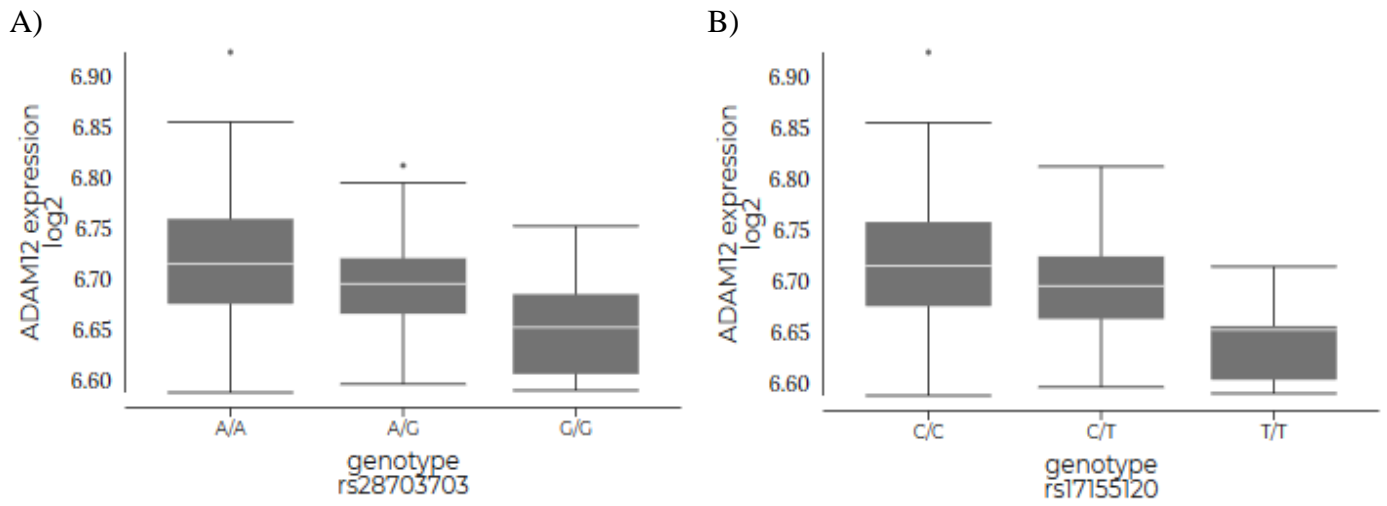 A)
ADAM12 expression
log2
6.90
6.85
6.80
6.75
6.70
6.65
6.60
A/A A/G G/G
genotype
rs28703703
B)
ADAM12 expression
log2
6.90
6.85
6.80
6.75
6.70
6.65
6.60
C/C C/T T/T
genotype
rs17155120